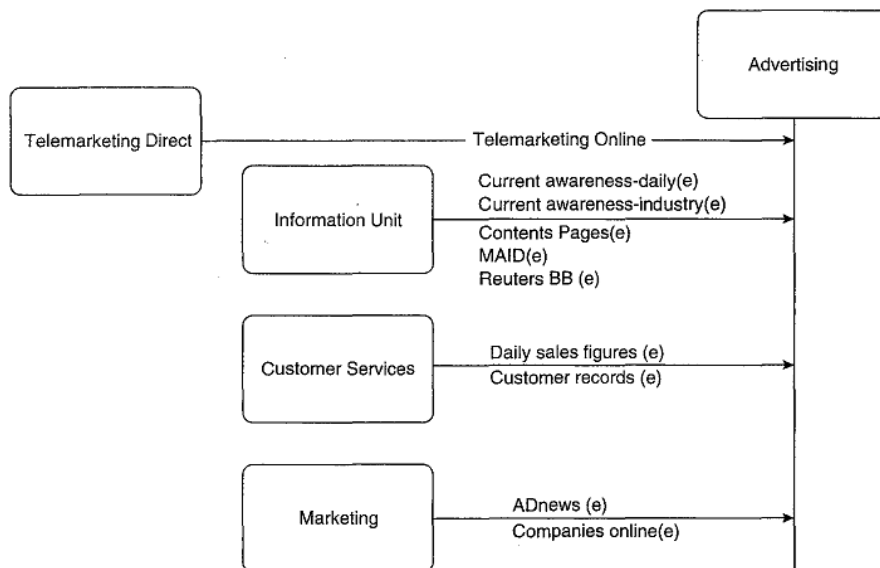 Advertising
Telemarketing Direct
Telemarketing Online
Information Unit
Current awareness-daily(e)
Current awareness-industry(e)
Contents Pages(e)
MAID(e)
Reuters BB (e)
Customer Services
Daily sales figures (e)
Customer records (e)
Marketing
ADnews (e)
Companies online(e)